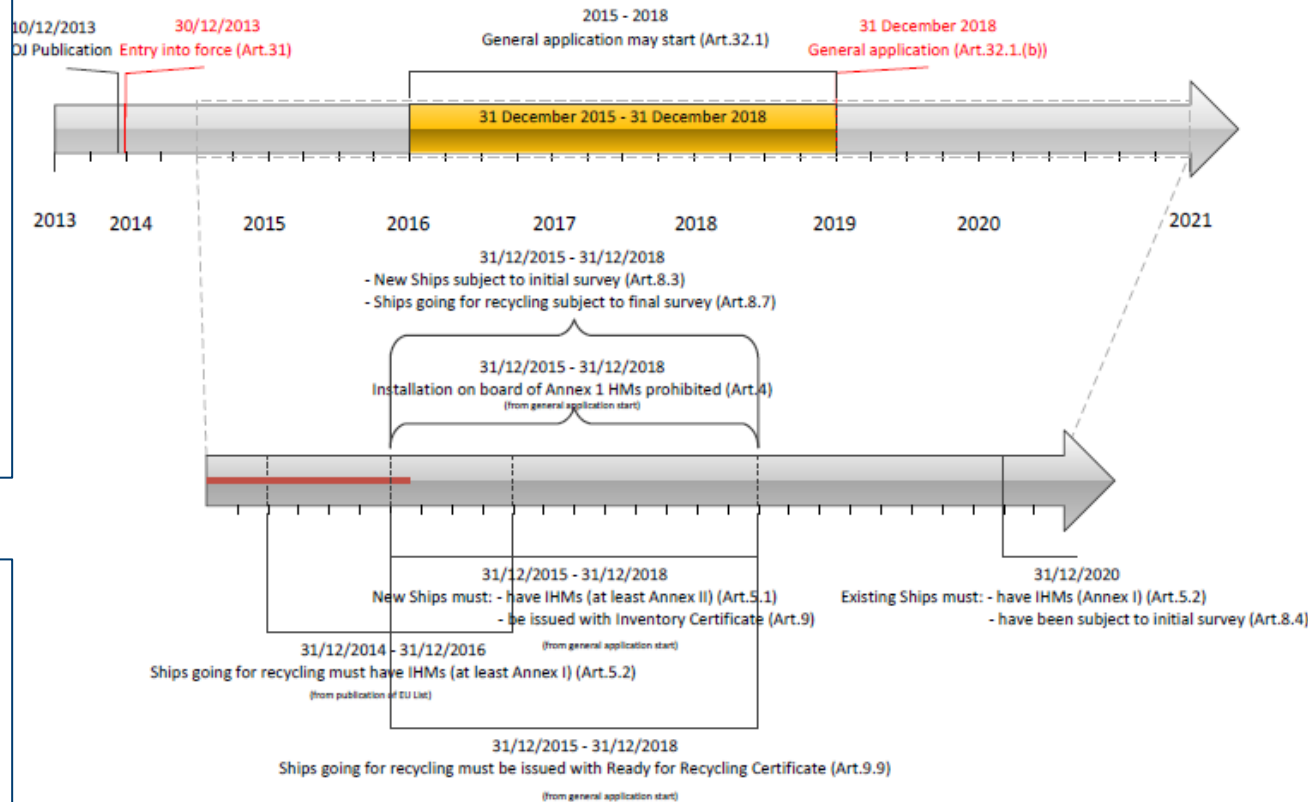 10/12/2013
OJ Publication
30/12/2013
Entry into force (Art.31)
2015 - 2018
General application may start (Art.32.1)
31 December 2018
General application (Art.32.1.(b))
31 December 2015 - 31 December 2018
2013 2014 2015 2016 2017 2018 2019 2020 2021
31/12/2015 - 31/12/2018
- New Ships subject to initial survey (Art.8.3)
- Ships going for recycling subject to final survey (Art.8.7)
31/12/2015 - 31/12/2018
Installation on board of Annex 1 HMs prohibited (Art.4)
(from general application start)
31/12/2015 - 31/12/2018
New Ships must: - have IHMs (at least Annex II) (Art.5.1)
- be issued with Inventory Certificate (Art.9)
(from general application start)
31/12/2020
Existing Ships must: - have IHMs (Annex I) (Art.5.2)
- have been subject to initial survey (Art.8.4)
31/12/2014 - 31/12/2016
Ships going for recycling must have IHMs (at least Annex I) (Art.5.2)
(from publication of EU List)
31/12/2015 - 31/12/2018
Ships going for recycling must be issued with Ready for Recycling Certificate (Art.9.9)
(from general application start)